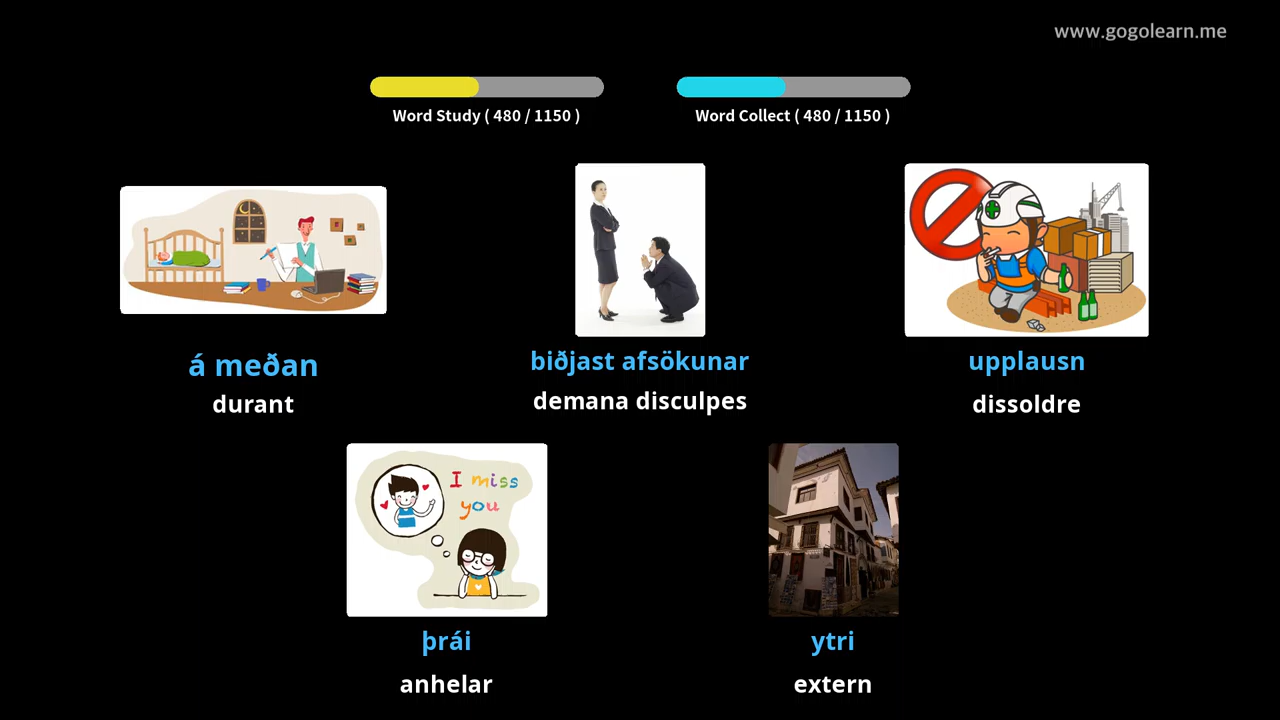 www.gogolearn.me
Word Study ( 480 / 1150 )
Word Collect ( 480 / 1150 )
á meðan
durant
biðjast afsökunar
demana disculpes
upplausn
dissoldre
I miss
you
þrái
anhelar
ytri
extern